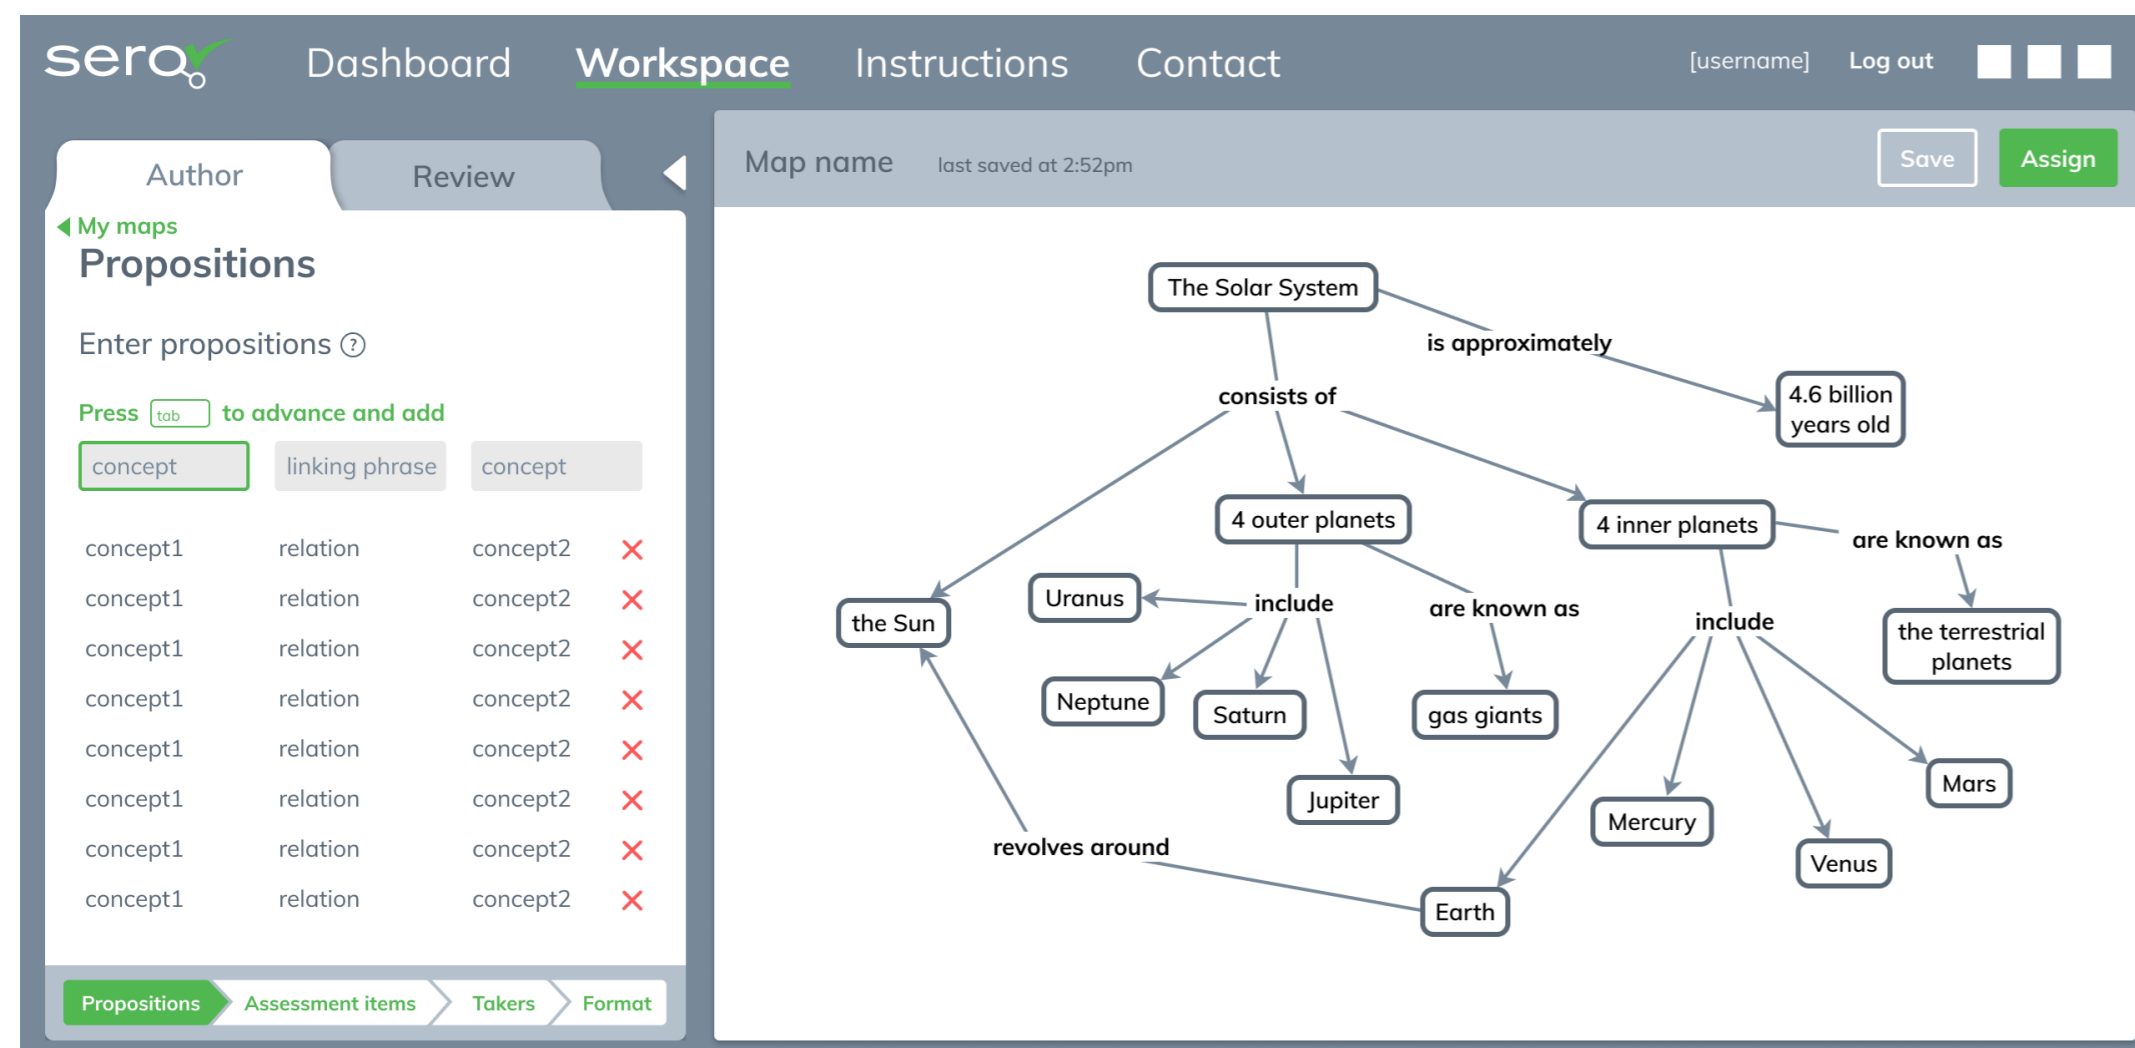 sero
Dashboard
Workspace
Instructions
Contact
[username]
Log out
Author
Review
My maps
Propositions
Enter propositions ?
Press tab to advance and add
concept
linking phrase
concept
concept1 relation concept2
concept1 relation concept2
concept1 relation concept2
concept1 relation concept2
concept1 relation concept2
concept1 relation concept2
concept1 relation concept2
concept1 relation concept2
Propositions
Assessment items
Takers
Format
Map name
last saved at 2:52pm
Save
Assign
The Solar System
is approximately
4.6 billion
years old
consists of
4 outer planets
4 inner planets
are known as
the terrestrial
planets
the Sun
Uranus
include
are known as
include
Neptune
Saturn
gas giants
Jupiter
Mars
Mercury
Venus
revolves around
Earth